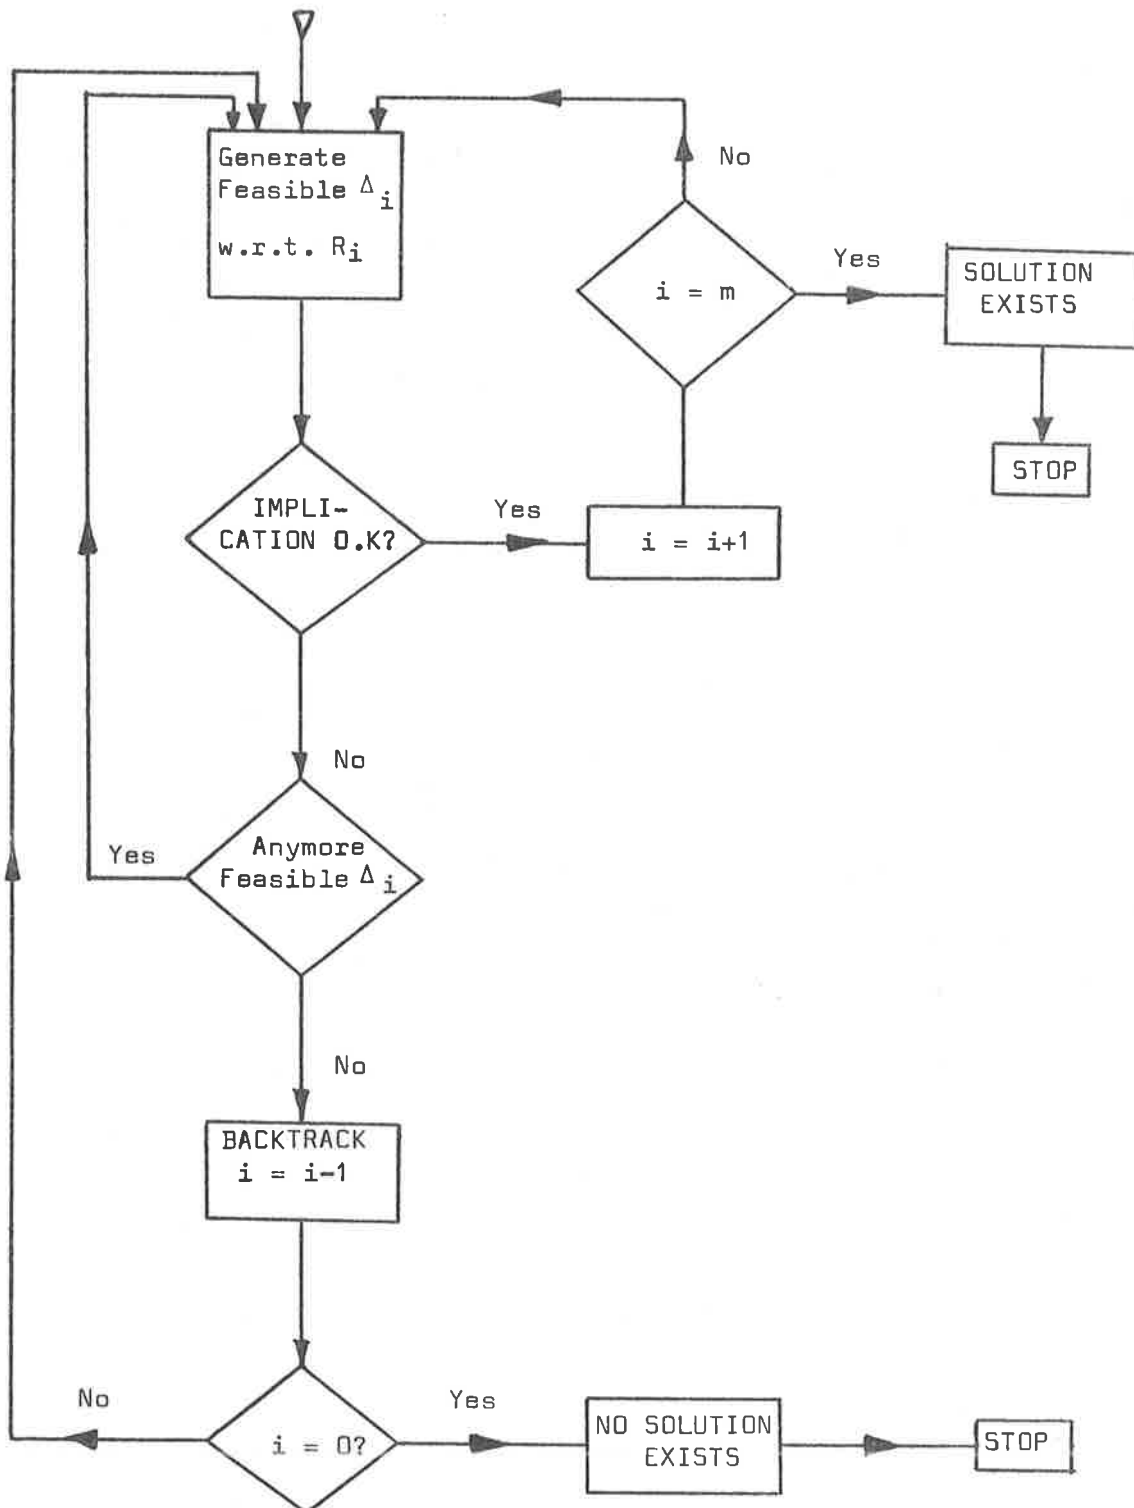 Generate
Feasible Δi
w.r.t. Ri
No
i = m
Yes
SOLUTION
EXISTS
STOP
IMPLI-
CATION O.K?
Yes
i = i+1
No
Anymore
Feasible Δi
Yes
No
BACKTRACK
i = i-1
No
i = 0?
Yes
NO SOLUTION
EXISTS
STOP